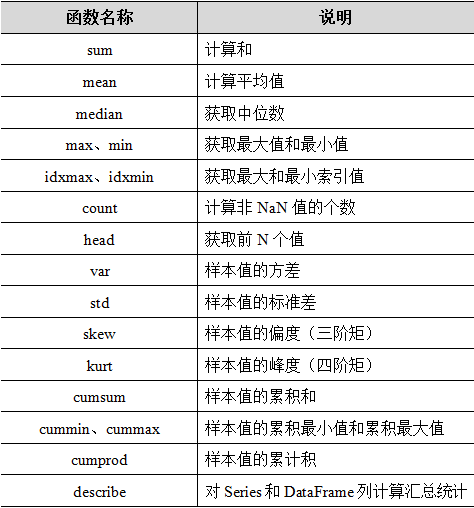 函数名称 说明
sum 计算和
mean 计算平均值
median 获取中位数
max、min 获取最大值和最小值
idxmax、idxmin 获取最大和最小索引值
count 计算非 NaN 值的个数
head 获取前 N 个值
var 样本值的方差
std 样本值的标准差
skew 样本值的偏度（三阶矩）
kurt 样本值的峰度（四阶矩）
cumsum 样本值的累积和
cummin、cummax 样本值的累积最小值和累积最大值
cumprod 样本值的累计积
describe 对 Series 和 DataFrame 列计算汇总统计